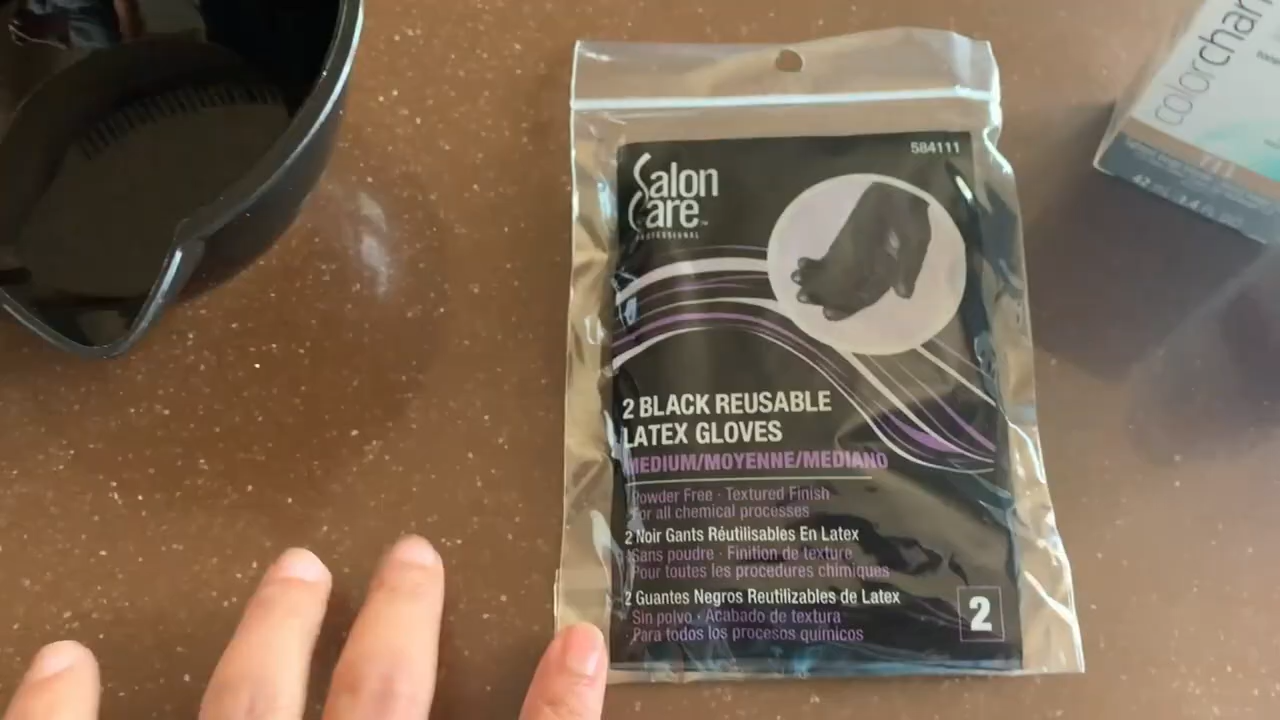 584111
Salon
Care™
PROFESSIONAL
2 BLACK REUSABLE
LATEX GLOVES
MEDIUM/MOYENNE/MEDIANO
Powder Free · Textured Finish
For all chemical processes
2 Noir Gants Réutilisables En Latex
Sans poudre · Finition de texture
Pour toutes les procedures chimiques
2 Guantes Negros Reutilizables de Latex
Sin polvo · Acabado de textura
Para todos los procesos químicos
2
colorchar